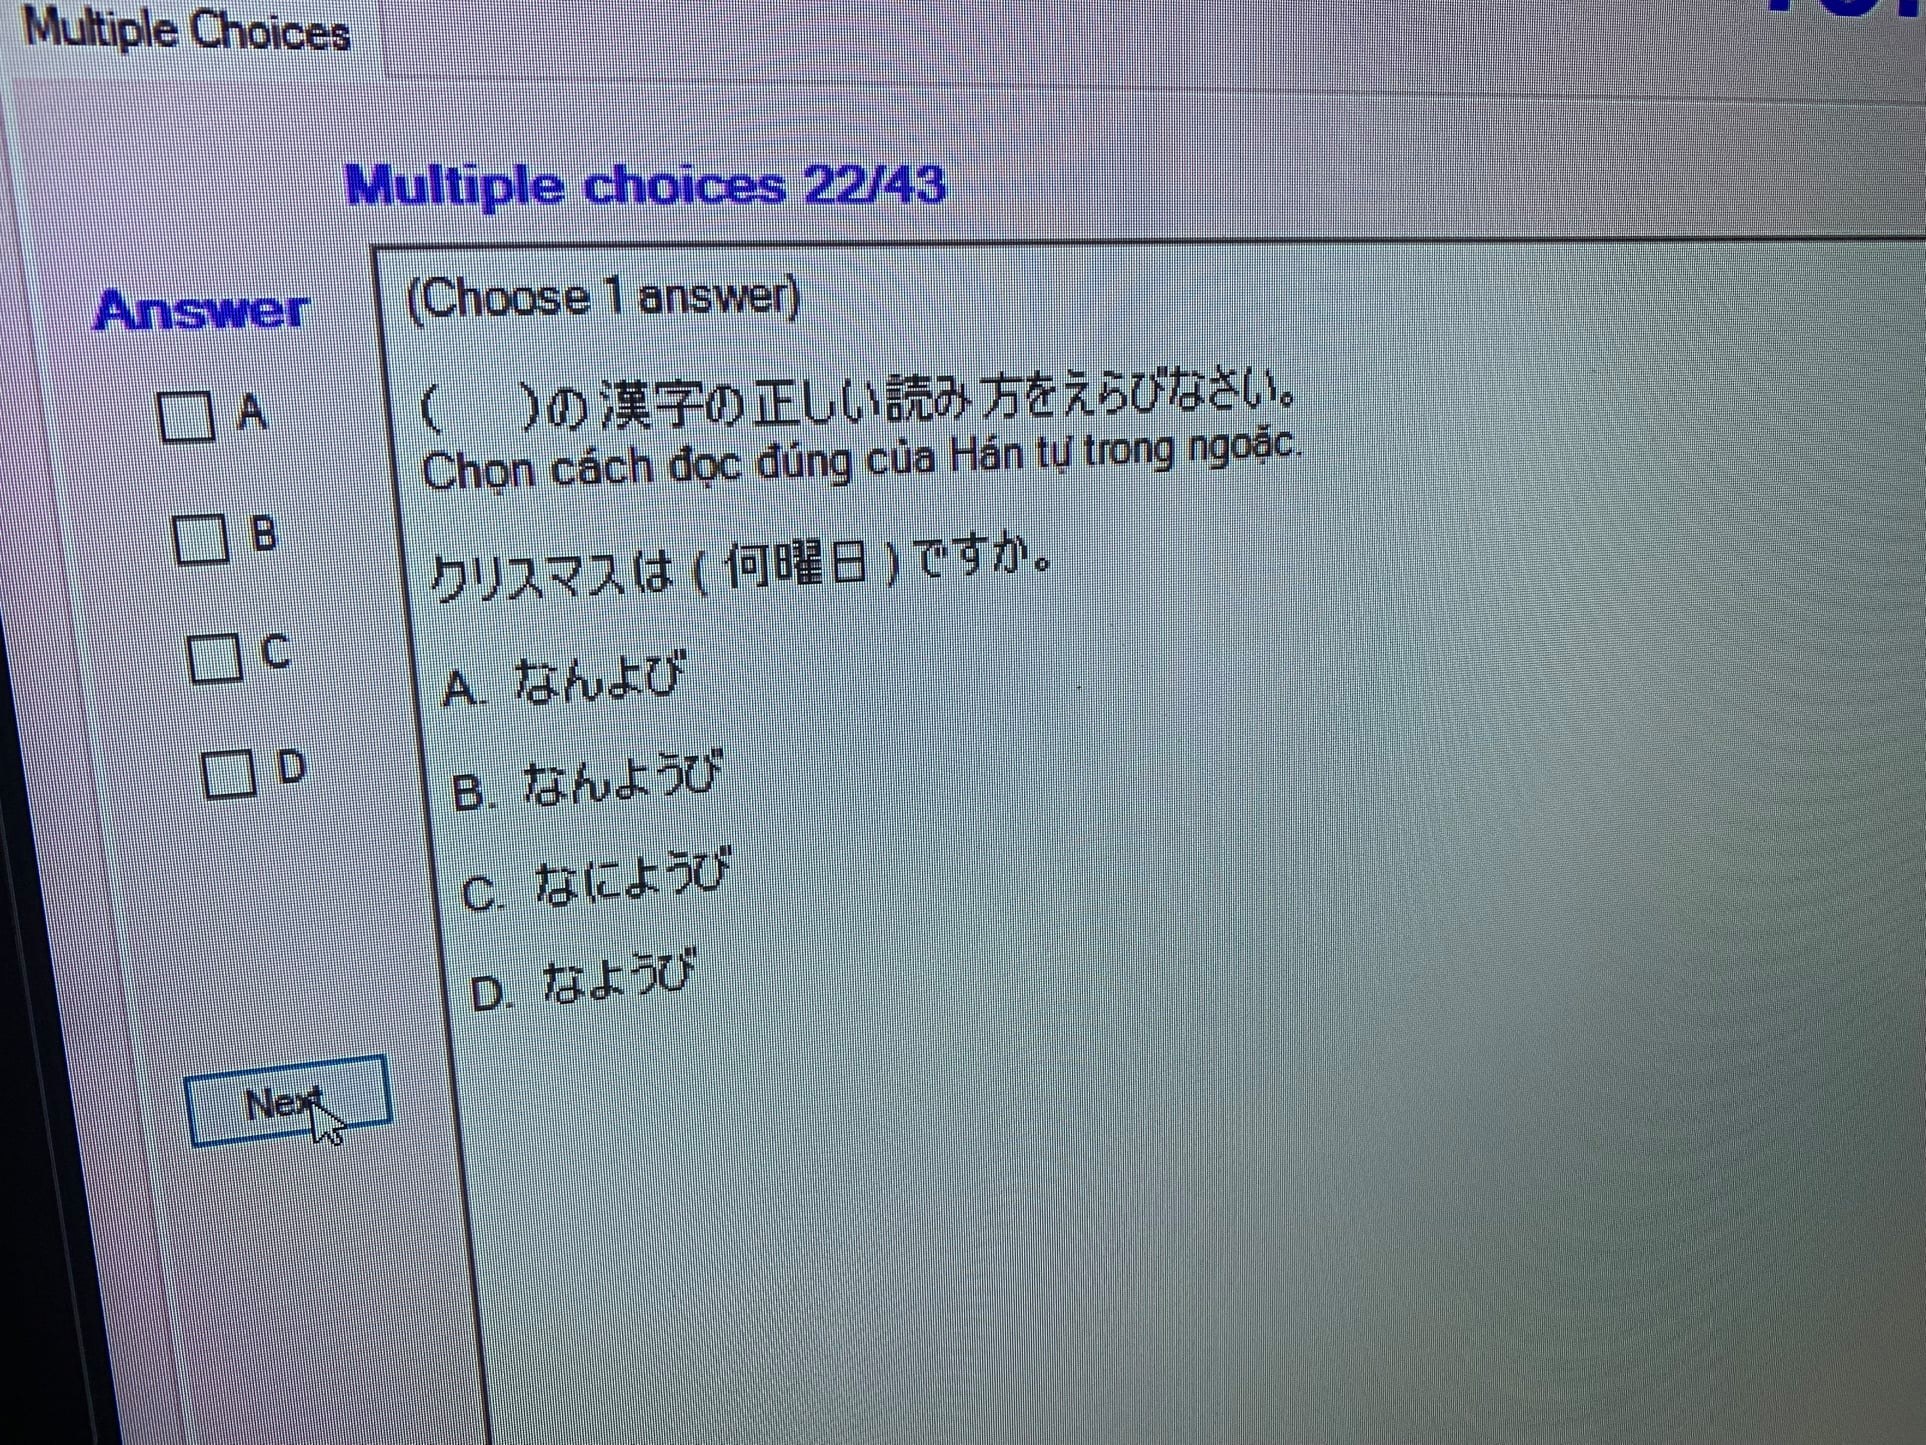 Multiple Choices
Multiple choices 22/43
Answer
A
B
C
D
Next
(Choose 1 answer)
(　)の漢字の正しい読み方をえらびなさい。
Chọn cách đọc đúng của Hán tự trong ngoặc.
クリスマスは ( 何曜日 ) ですか。
A. なんよび
B. なんようび
C. なにようび
D. なようび